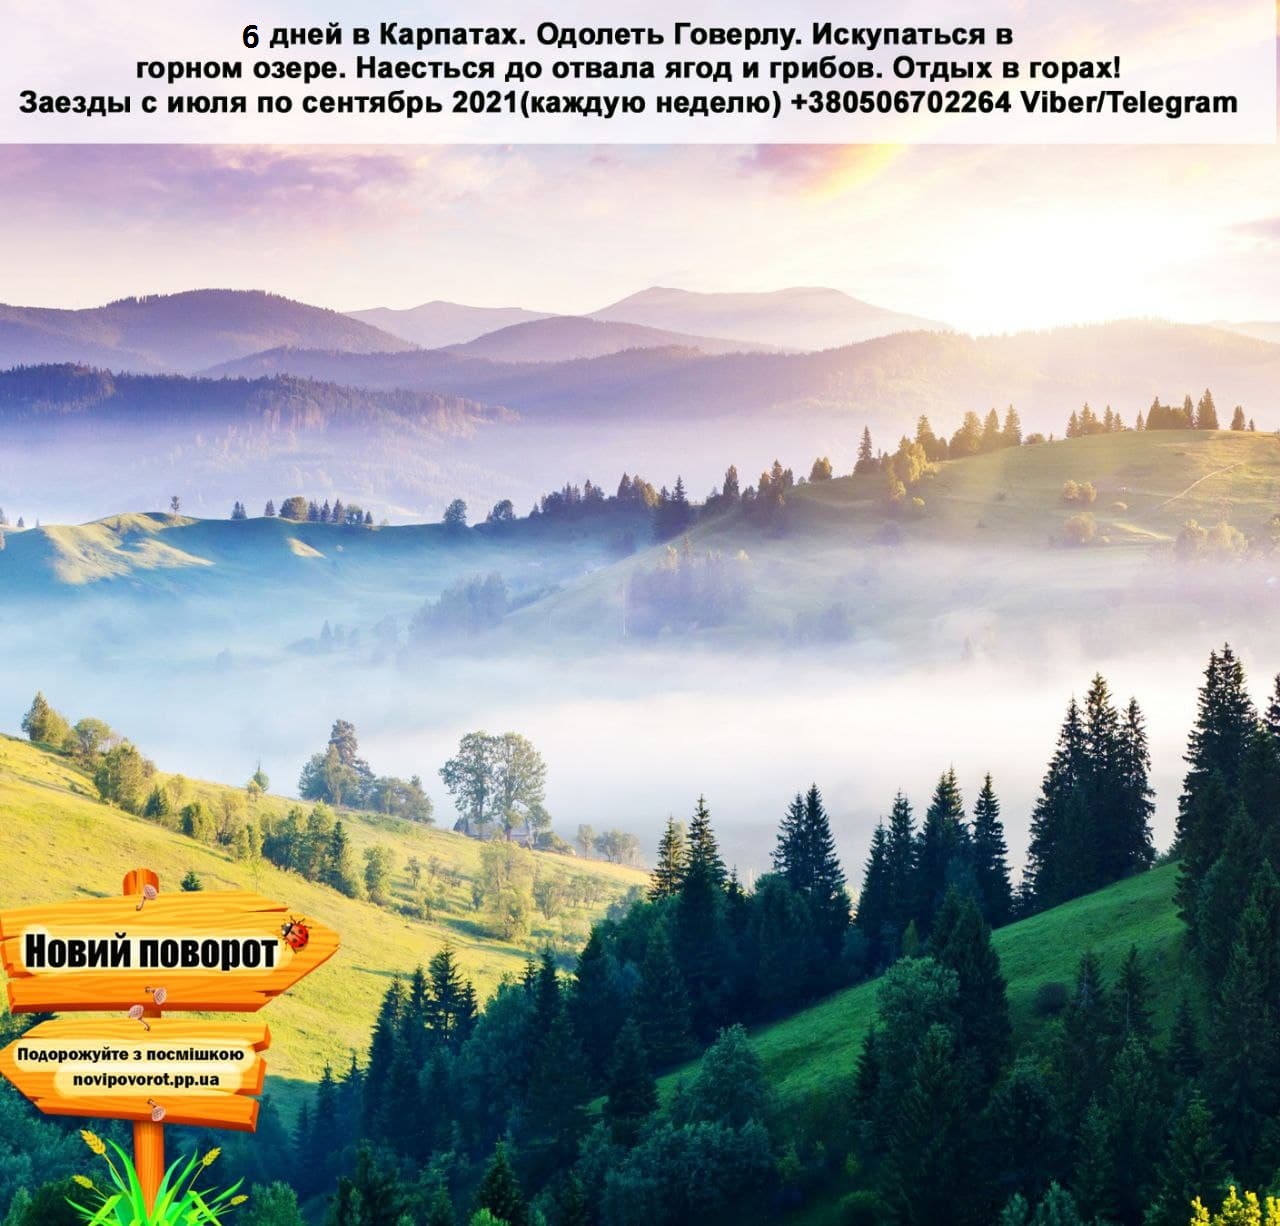 6 дней в Карпатах. Одолеть Говерлу. Искупаться в
горном озере. Наесться до отвала ягод и грибов. Отдых в горах!
Заезды с июля по сентябрь 2021(каждую неделю) +380506702264 Viber/Telegram
Новий поворот
Подорожуйте з посмішкою
novipovorot.pp.ua